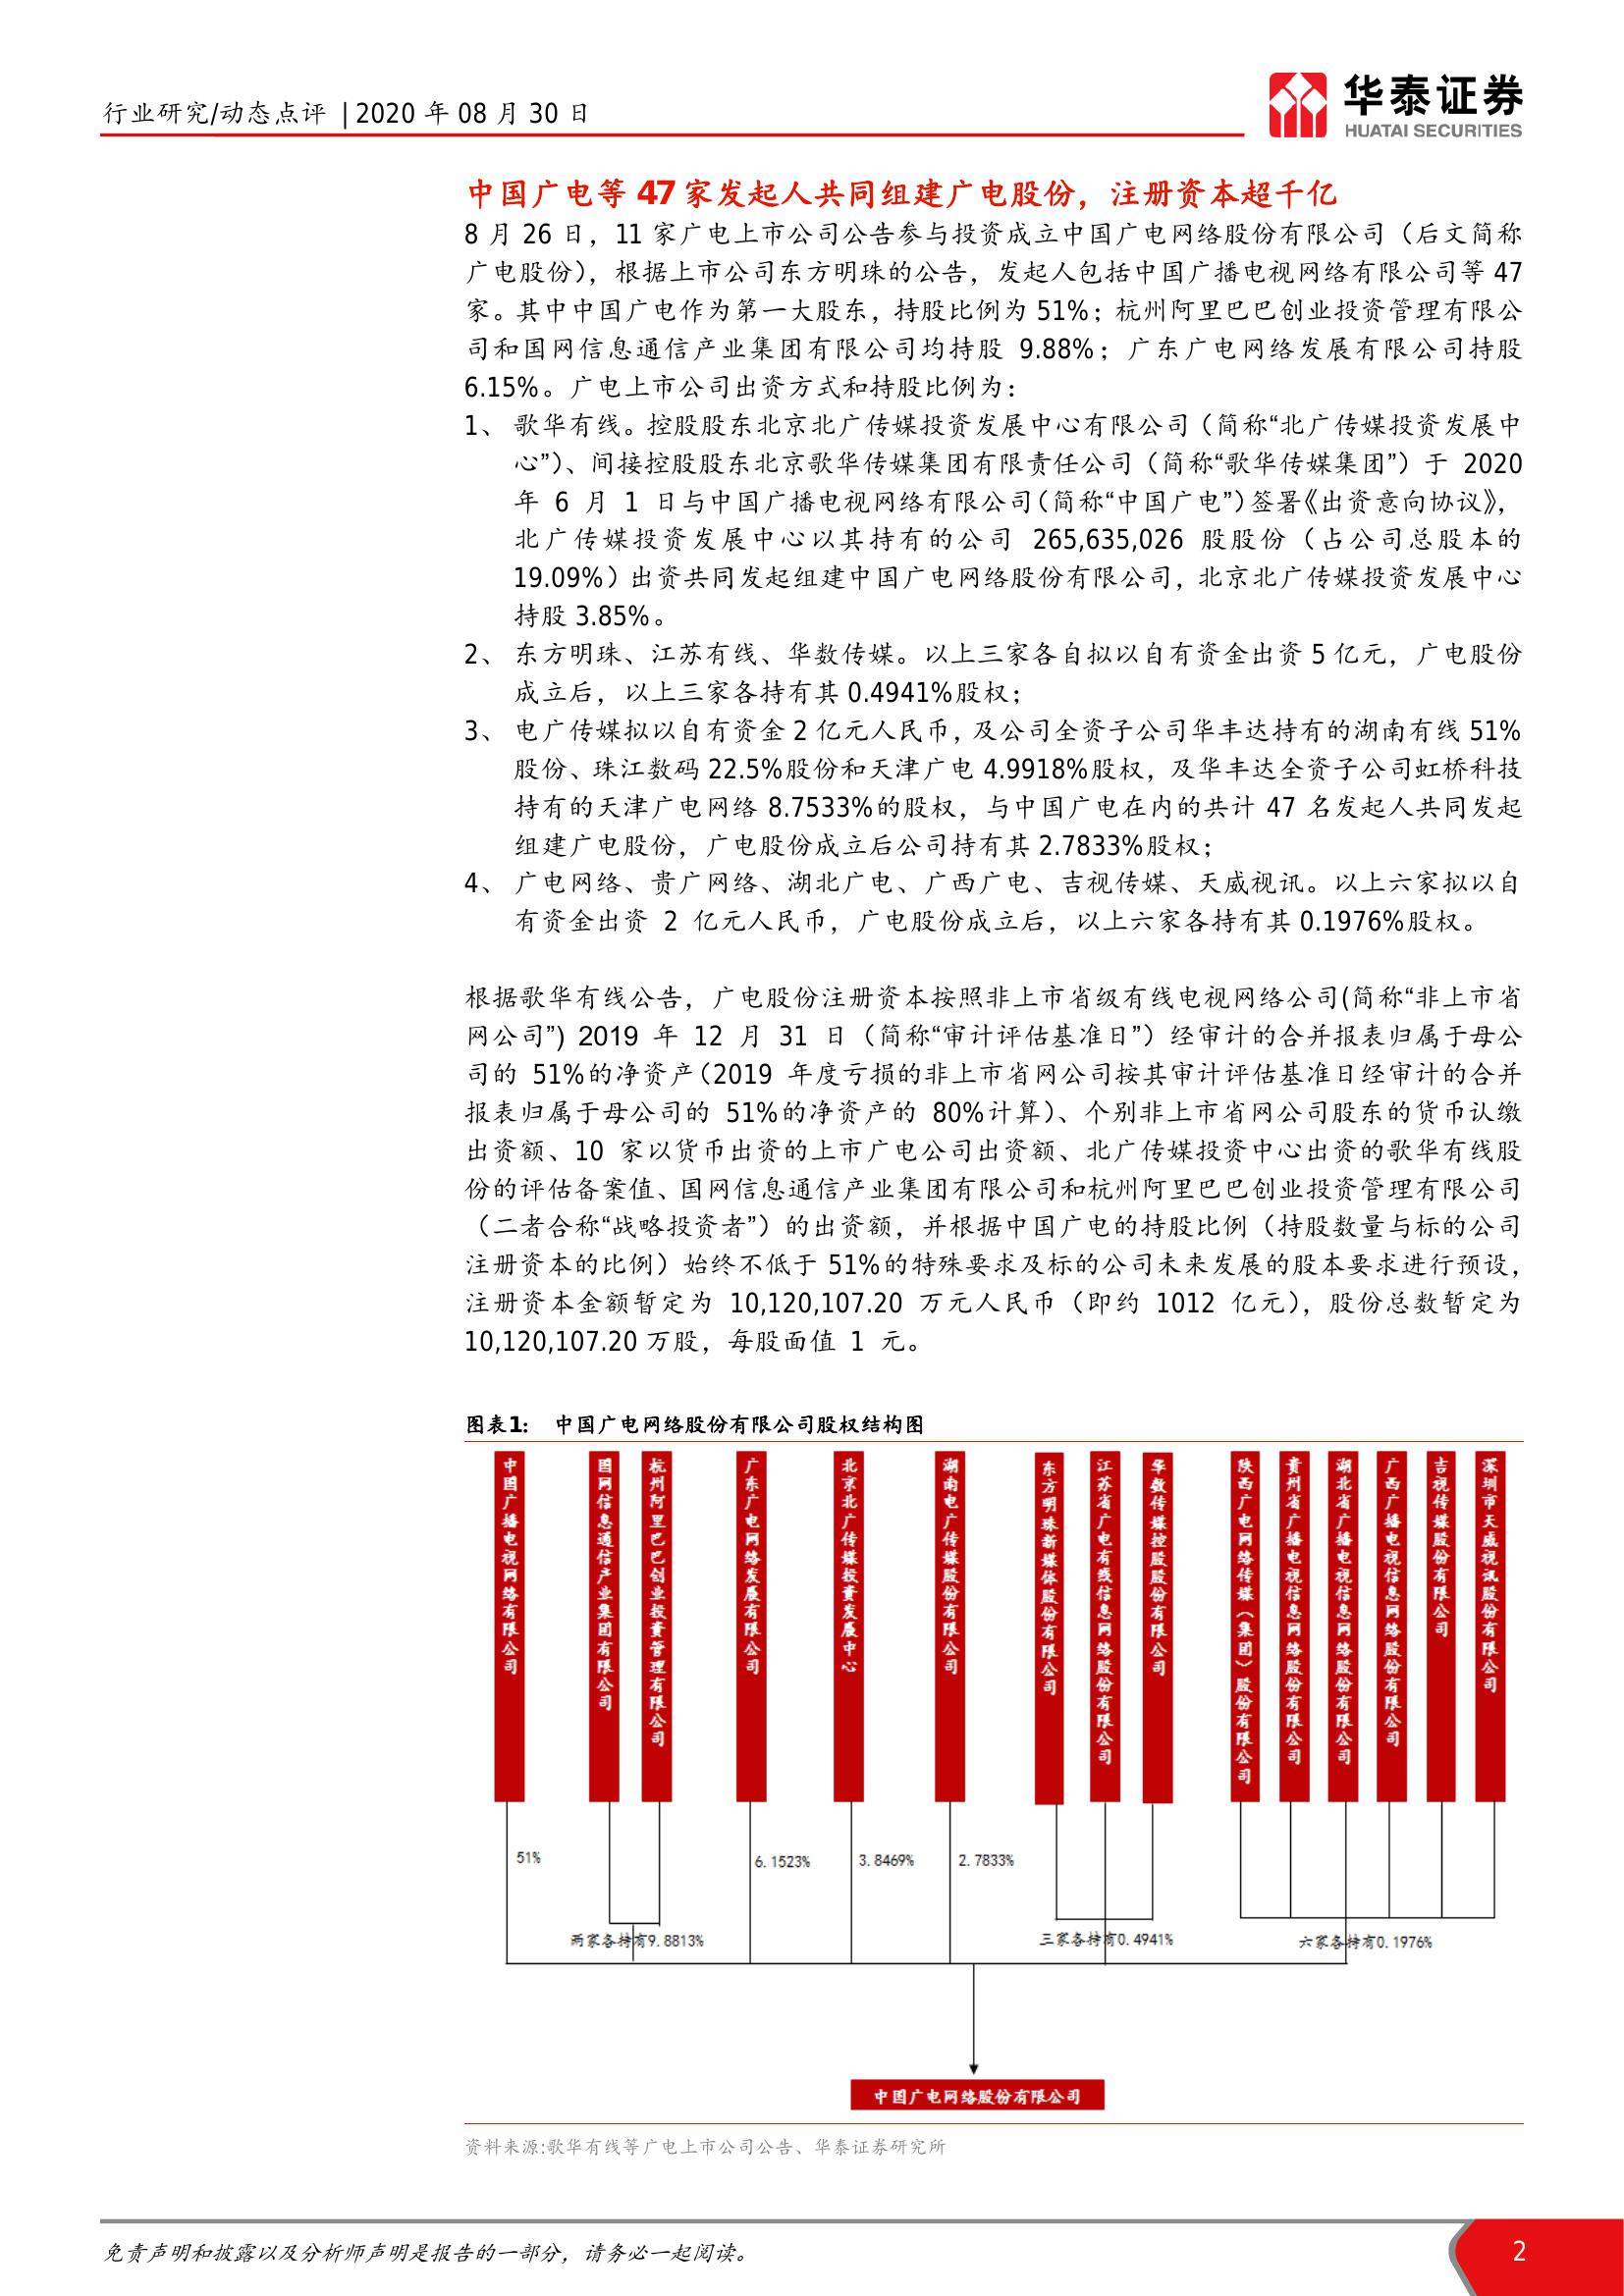 行业研究/动态点评 | 2020 年 08 月 30 日
华泰证券
HUATAI SECURITIES
中国广电等 47 家发起人共同组建广电股份，注册资本超千亿
8 月 26 日，11 家广电上市公司公告参与投资成立中国广电网络股份有限公司（后文简称
广电股份），根据上市公司东方明珠的公告，发起人包括中国广播电视网络有限公司等 47
家。其中中国广电作为第一大股东，持股比例为 51%；杭州阿里巴巴创业投资管理有限公
司和国网信息通信产业集团有限公司均持股 9.88%；广东广电网络发展有限公司持股
6.15%。广电上市公司出资方式和持股比例为：
1、 歌华有线。控股股东北京北广传媒投资发展中心有限公司（简称“北广传媒投资发展中
心”）、间接控股股东北京歌华传媒集团有限责任公司（简称“歌华传媒集团”）于 2020
年 6 月 1 日与中国广播电视网络有限公司（简称“中国广电”）签署《出资意向协议》，
北广传媒投资发展中心以其持有的公司 265,635,026 股股份（占公司总股本的
19.09%）出资共同发起组建中国广电网络股份有限公司，北京北广传媒投资发展中心
持股 3.85%。
2、 东方明珠、江苏有线、华数传媒。以上三家各自拟以自有资金出资 5 亿元，广电股份
成立后，以上三家各持有其 0.4941%股权；
3、 电广传媒拟以自有资金 2 亿元人民币，及公司全资子公司华丰达持有的湖南有线 51%
股份、珠江数码 22.5%股份和天津广电 4.9918%股权，及华丰达全资子公司虹桥科技
持有的天津广电网络 8.7533%的股权，与中国广电在内的共计 47 名发起人共同发起
组建广电股份，广电股份成立后公司持有其 2.7833%股权；
4、 广电网络、贵广网络、湖北广电、广西广电、吉视传媒、天威视讯。以上六家拟以自
有资金出资 2 亿元人民币，广电股份成立后，以上六家各持有其 0.1976%股权。
根据歌华有线公告，广电股份注册资本按照非上市省级有线电视网络公司(简称“非上市省
网公司”) 2019 年 12 月 31 日（简称“审计评估基准日”）经审计的合并报表归属于母公
司的 51%的净资产（2019 年度亏损的非上市省网公司按其审计评估基准日经审计的合并
报表归属于母公司的 51%的净资产的 80%计算）、个别非上市省网公司股东的货币认缴
出资额、10 家以货币出资的上市广电公司出资额、北广传媒投资中心出资的歌华有线股
份的评估备案值、国网信息通信产业集团有限公司和杭州阿里巴巴创业投资管理有限公司
（二者合称“战略投资者”）的出资额，并根据中国广电的持股比例（持股数量与标的公司
注册资本的比例）始终不低于 51%的特殊要求及标的公司未来发展的股本要求进行预设，
注册资本金额暂定为 10,120,107.20 万元人民币（即约 1012 亿元），股份总数暂定为
10,120,107.20 万股，每股面值 1 元。
图表1： 中国广电网络股份有限公司股权结构图
中国广播电视网络有限公司
国网信息通信产业集团有限公司
杭州阿里巴巴创业投资管理有限公司
广东广电网络发展有限公司
北京北广传媒投资发展中心
湖南电广传媒股份有限公司
东方明珠新媒体股份有限公司
江苏省广电有线信息网络股份有限公司
华数传媒控股股份有限公司
陕西广电网络传媒（集团）股份有限公司
贵州省广播电视信息网络股份有限公司
湖北省广播电视信息网络股份有限公司
广西广播电视信息网络股份有限公司
吉视传媒股份有限公司
深圳市天威视讯股份有限公司
51%
6.1523%
3.8469%
2.7833%
两家各持有9.8813%
三家各持有0.4941%
六家各持有0.1976%
中国广电网络股份有限公司
资料来源:歌华有线等广电上市公司公告、华泰证券研究所
免责声明和披露以及分析师声明是报告的一部分，请务必一起阅读。
2